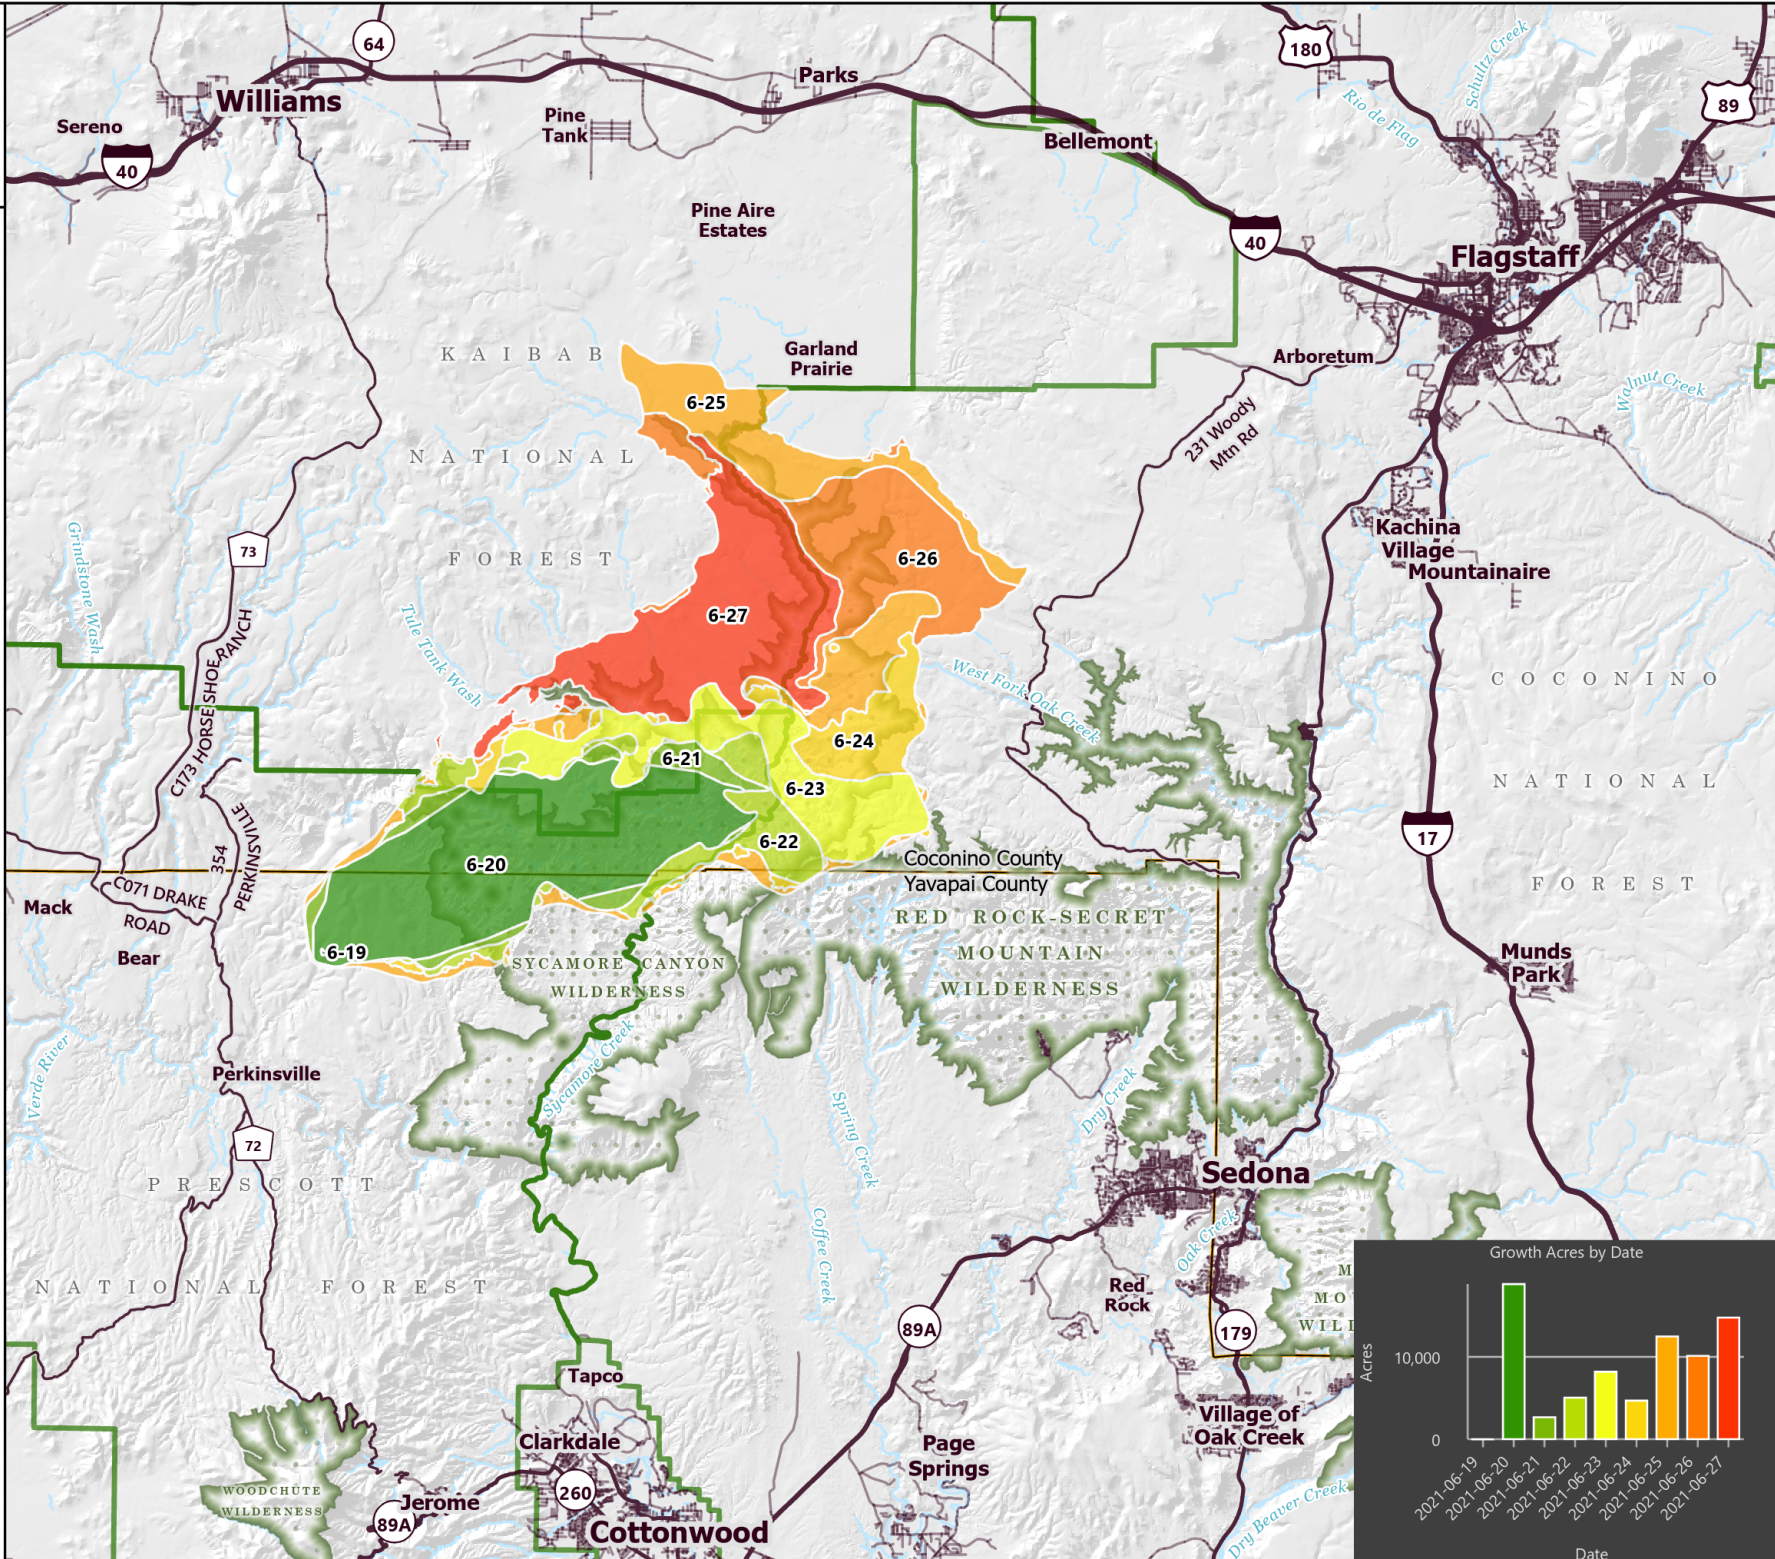 64
180
Schultz Creek
Parks
Williams
89
Rio de Flag
Pine
Tank
Sereno
Bellemont
40
Pine Aire
Estates
40
Flagstaff
KAIBAB
Garland
Prairie
Arboretum
Walnut Creek
6-25
231 Woody
Mtn Rd
NATIONAL
Kachina
Village
Mountainaire
73
FOREST
6-26
Grindstone Wash
6-27
Tule Tank Wash
C173 HORSE SHOE RANCH
West Fork Oak Creek
COCONINO
6-24
6-21
NATIONAL
6-23
PERKINSVILLE
354
6-22
17
6-20
Coconino County
Yavapai County
FOREST
C071 DRAKE
ROAD
Mack
RED ROCK-SECRET
MOUNTAIN
WILDERNESS
Bear
6-19
SYCAMORE CANYON
WILDERNESS
Munds
Park
Verde River
Perkinsville
Sycamore Creek
Spring Creek
Dry Creek
72
PRESCOTT
Sedona
Coffee Creek
Oak Creek
NATIONAL FOREST
Red
Rock
89A
179
M
MO
WILL
Tapco
Village of
Oak Creek
Clarkdale
Page
Springs
WOODCHUTE
WILDERNESS
260
Jerome
89A
Cottonwood
Dry Beaver Creek
Growth Acres by Date
Acres
10,000
0
2021-06-19
2021-06-20
2021-06-21
2021-06-22
2021-06-23
2021-06-24
2021-06-25
2021-06-26
2021-06-27
Date